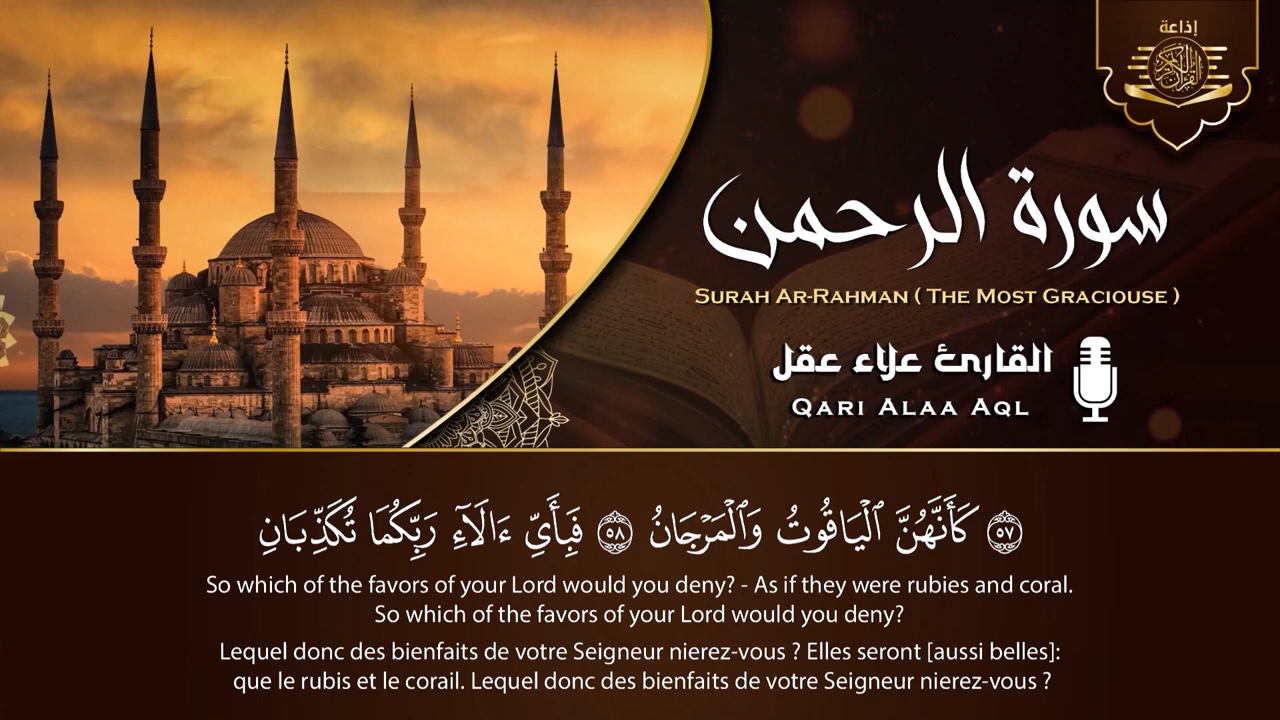 إذاعة
القرآن الكريم
سورة الرحمن
SURAH AR-RAHMAN ( THE MOST GRACIOUSE )
القارئ علاء عقل
QARI ALAA AQL
۝٥٧ كَأَنَّهُنَّ ٱلْيَاقُوتُ وَٱلْمَرْجَانُ ۝٥٨ فَبِأَيِّ ءَالَآءِ رَبِّكُمَا تُكَذِّبَانِ
So which of the favors of your Lord would you deny? - As if they were rubies and coral.
So which of the favors of your Lord would you deny?
Lequel donc des bienfaits de votre Seigneur nierez-vous ? Elles seront [aussi belles]:
que le rubis et le corail. Lequel donc des bienfaits de votre Seigneur nierez-vous ?